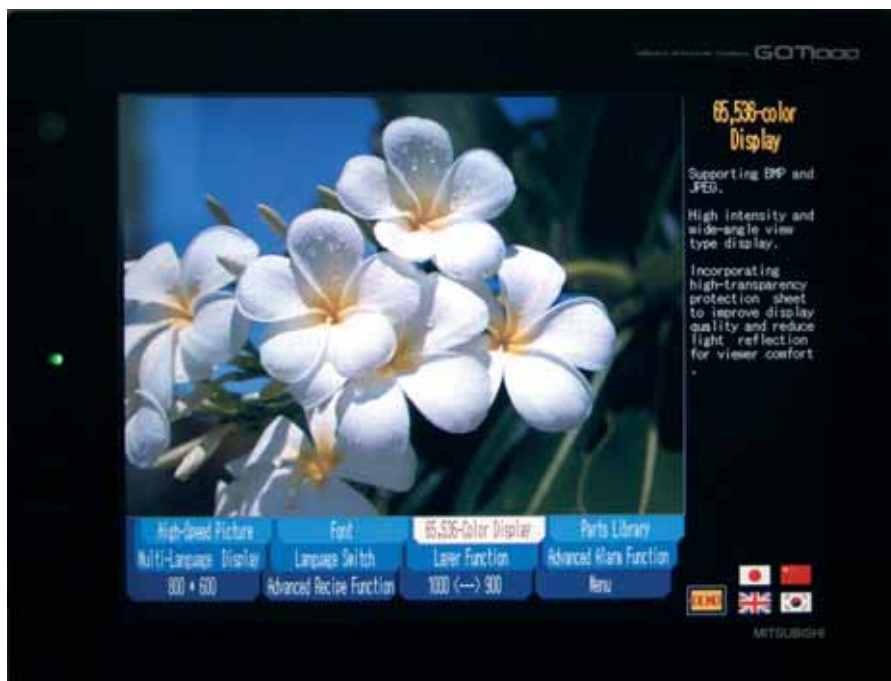 GOT1000
65,536-color
Display
Supporting BMP and
JPEG.
High intensity and
wide-angle view
type display.
Incorporating
high-transparency
protection sheet
to improve display
quality and reduce
light reflection
for viewer comfort
.
High-Speed Picture
Font
65,536-Color Display
Parts Library
Multi-Language Display
Language Switch
Layer Function
Advanced Alarm Function
800 * 600
Advanced Recipe Function
1000 <---> 900
Menu
DEMO
MITSUBISHI